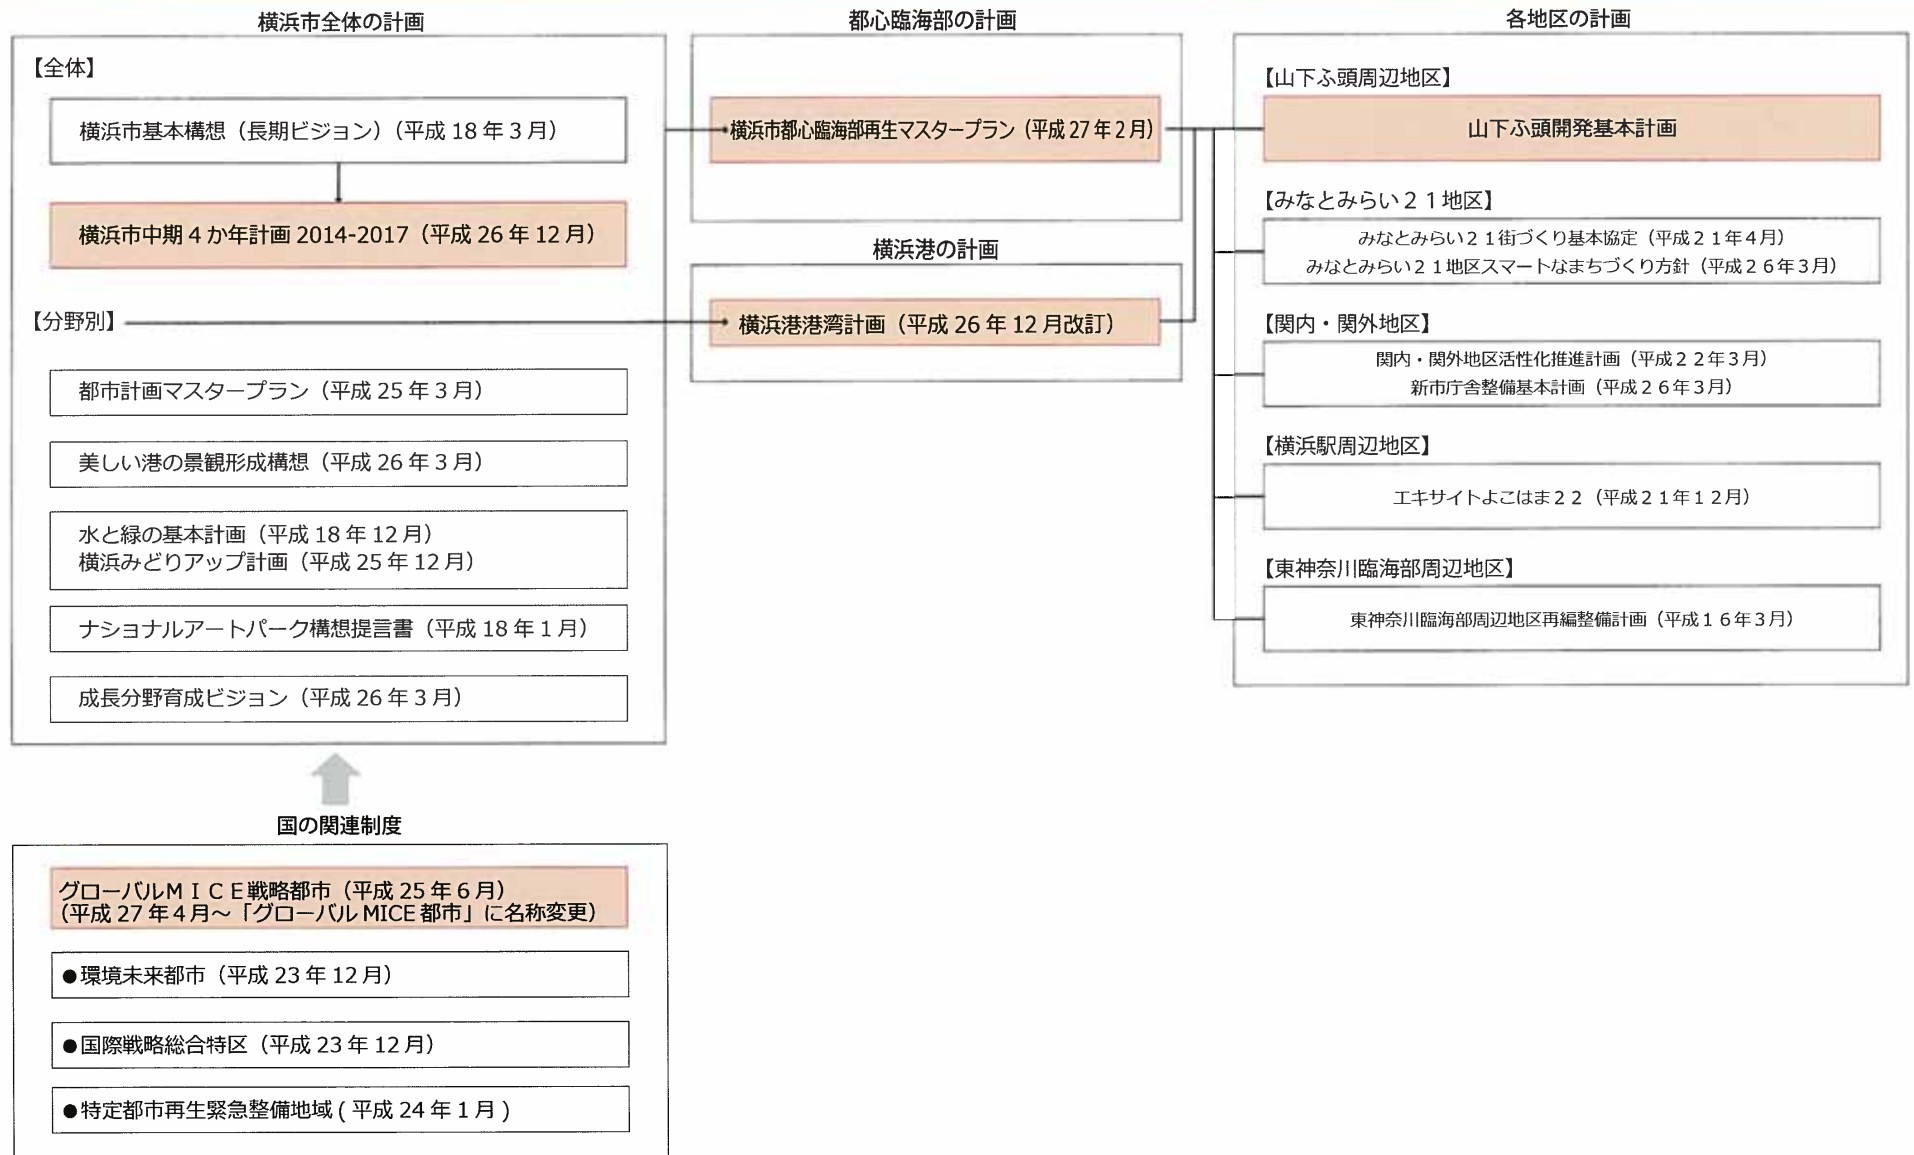 横浜市全体の計画
【全体】
横浜市基本構想（長期ビジョン）（平成 18 年 3 月）
横浜市中期 4 か年計画 2014-2017（平成 26 年 12 月）
【分野別】
都市計画マスタープラン（平成 25 年 3 月）
美しい港の景観形成構想（平成 26 年 3 月）
水と緑の基本計画（平成 18 年 12 月）
横浜みどりアップ計画（平成 25 年 12 月）
ナショナルアートパーク構想提言書（平成 18 年 1 月）
成長分野育成ビジョン（平成 26 年 3 月）
国の関連制度
グローバルＭＩＣＥ戦略都市（平成 25 年 6 月）
（平成 27 年 4 月～「グローバル MICE 都市」に名称変更）
●環境未来都市（平成 23 年 12 月）
●国際戦略総合特区（平成 23 年 12 月）
●特定都市再生緊急整備地域 ( 平成 24 年 1 月 )
都心臨海部の計画
横浜市都心臨海部再生マスタープラン（平成 27 年 2 月）
横浜港の計画
横浜港港湾計画（平成 26 年 12 月改訂）
各地区の計画
【山下ふ頭周辺地区】
山下ふ頭開発基本計画
【みなとみらい２１地区】
みなとみらい２１街づくり基本協定（平成２１年４月）
みなとみらい２１地区スマートなまちづくり方針（平成２６年３月）
【関内・関外地区】
関内・関外地区活性化推進計画（平成２２年３月）
新市庁舎整備基本計画（平成２６年３月）
【横浜駅周辺地区】
エキサイトよこはま２２（平成２１年１２月）
【東神奈川臨海部周辺地区】
東神奈川臨海部周辺地区再編整備計画（平成１６年３月）